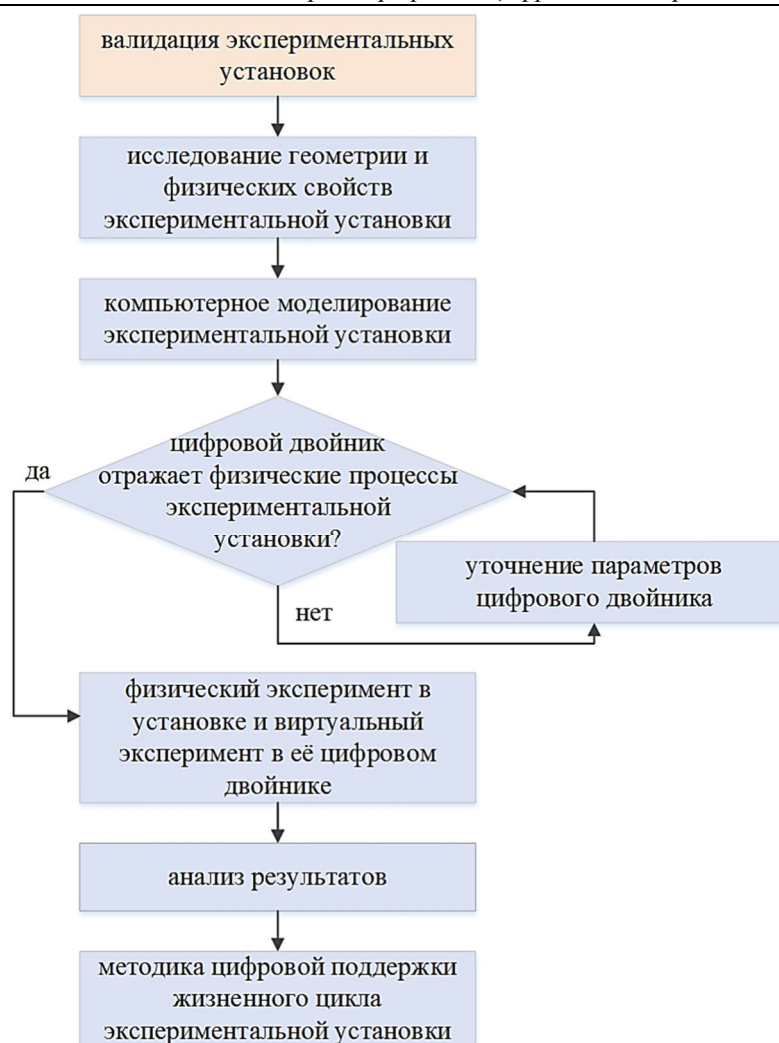 валидация экспериментальных
установок
исследование геометрии и
физических свойств
экспериментальной установки
компьютерное моделирование
экспериментальной установки
цифровой двойник
отражает физические процессы
экспериментальной
установки?
да
уточнение параметров
цифрового двойника
нет
физический эксперимент в
установке и виртуальный
эксперимент в её цифровом
двойнике
анализ результатов
методика цифровой поддержки
жизненного цикла
экспериментальной установки